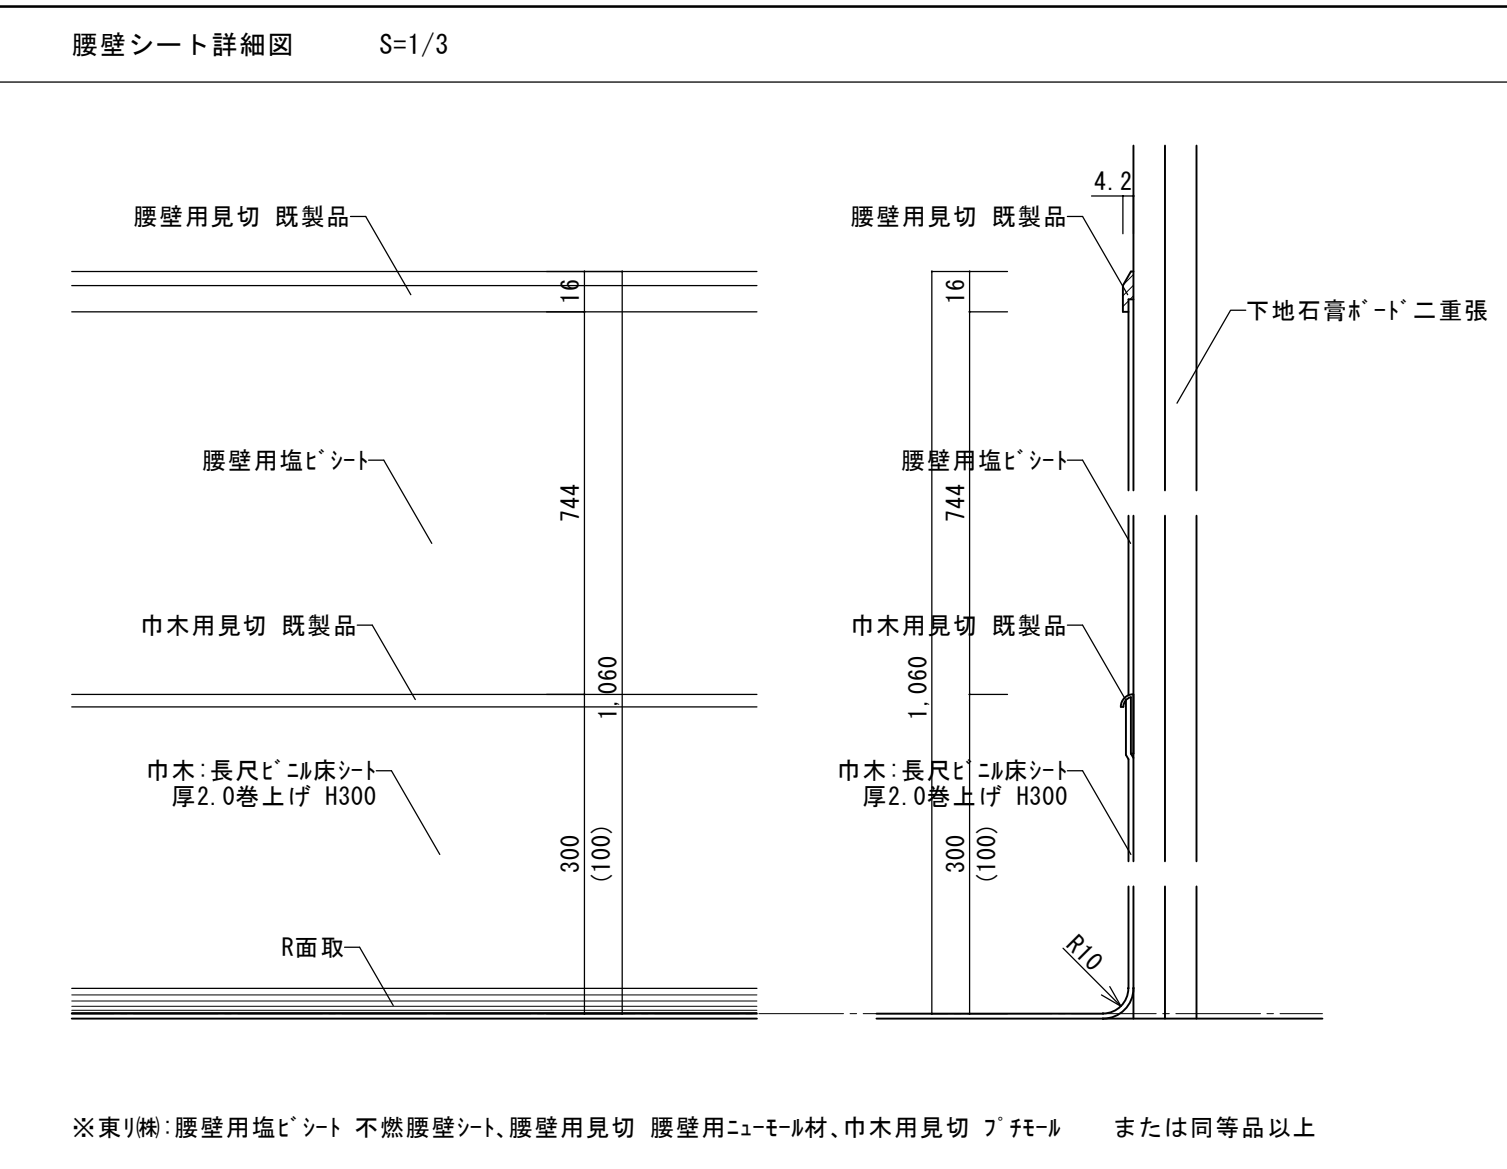 腰壁シート詳細図　　S=1/3
腰壁用見切 既製品
16
腰壁用塩ﾋﾞｼｰﾄ
744
巾木用見切 既製品
1,060
巾木:長尺ﾋﾞﾆﾙ床ｼｰﾄ
厚2.0巻上げ H300
300
(100)
R面取
4.2
腰壁用見切 既製品
16
下地石膏ﾎﾞｰﾄﾞ二重張
腰壁用塩ﾋﾞｼｰﾄ
744
巾木用見切 既製品
1,060
巾木:長尺ﾋﾞﾆﾙ床ｼｰﾄ
厚2.0巻上げ H300
300
(100)
R10
※東ﾘ㈱:腰壁用塩ﾋﾞｼｰﾄ 不燃腰壁ｼｰﾄ、腰壁用見切 腰壁用ﾆｭｰﾓｰﾙ材、巾木用見切 ﾌﾟﾁﾓｰﾙ　　または同等品以上